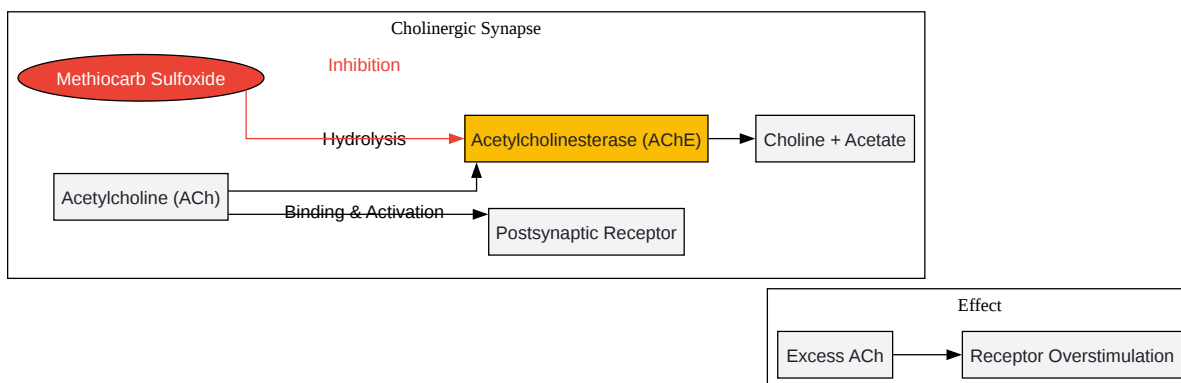 Cholinergic Synapse
Inhibition
Methiocarb Sulfoxide
Hydrolysis
Acetylcholinesterase (AChE)
Choline + Acetate
Acetylcholine (ACh)
Binding & Activation
Postsynaptic Receptor
Effect
Excess ACh
Receptor Overstimulation